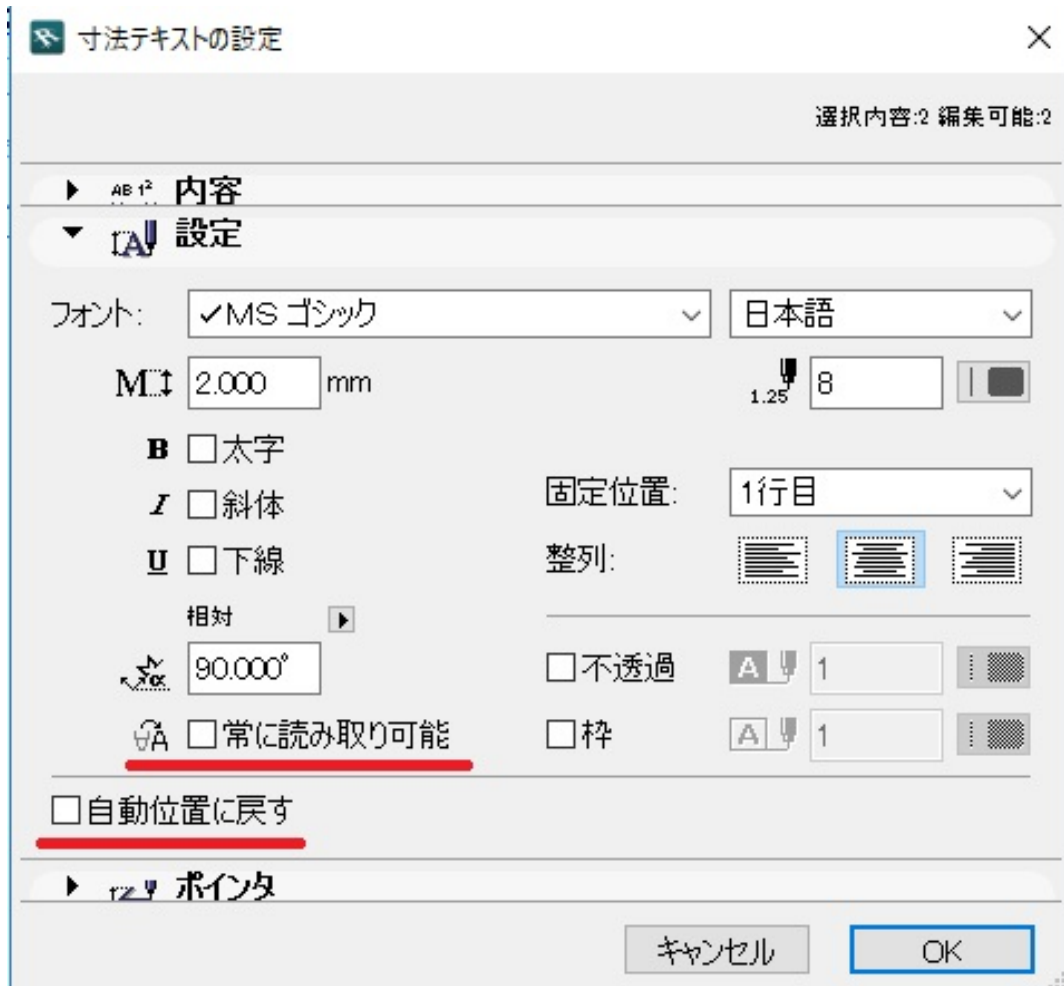 寸法テキストの設定
選択内容:2 編集可能:2
内容
設定
フォント: ✓MS ゴシック 日本語
M 2.000 mm 1.25 8
B 太字
固定位置: 1行目
I 斜体
U 下線
整列:
相対
α 90.000° 不透過 A 1
A 常に読み取り可能 枠 A 1
自動位置に戻す
ポインタ
キャンセル OK